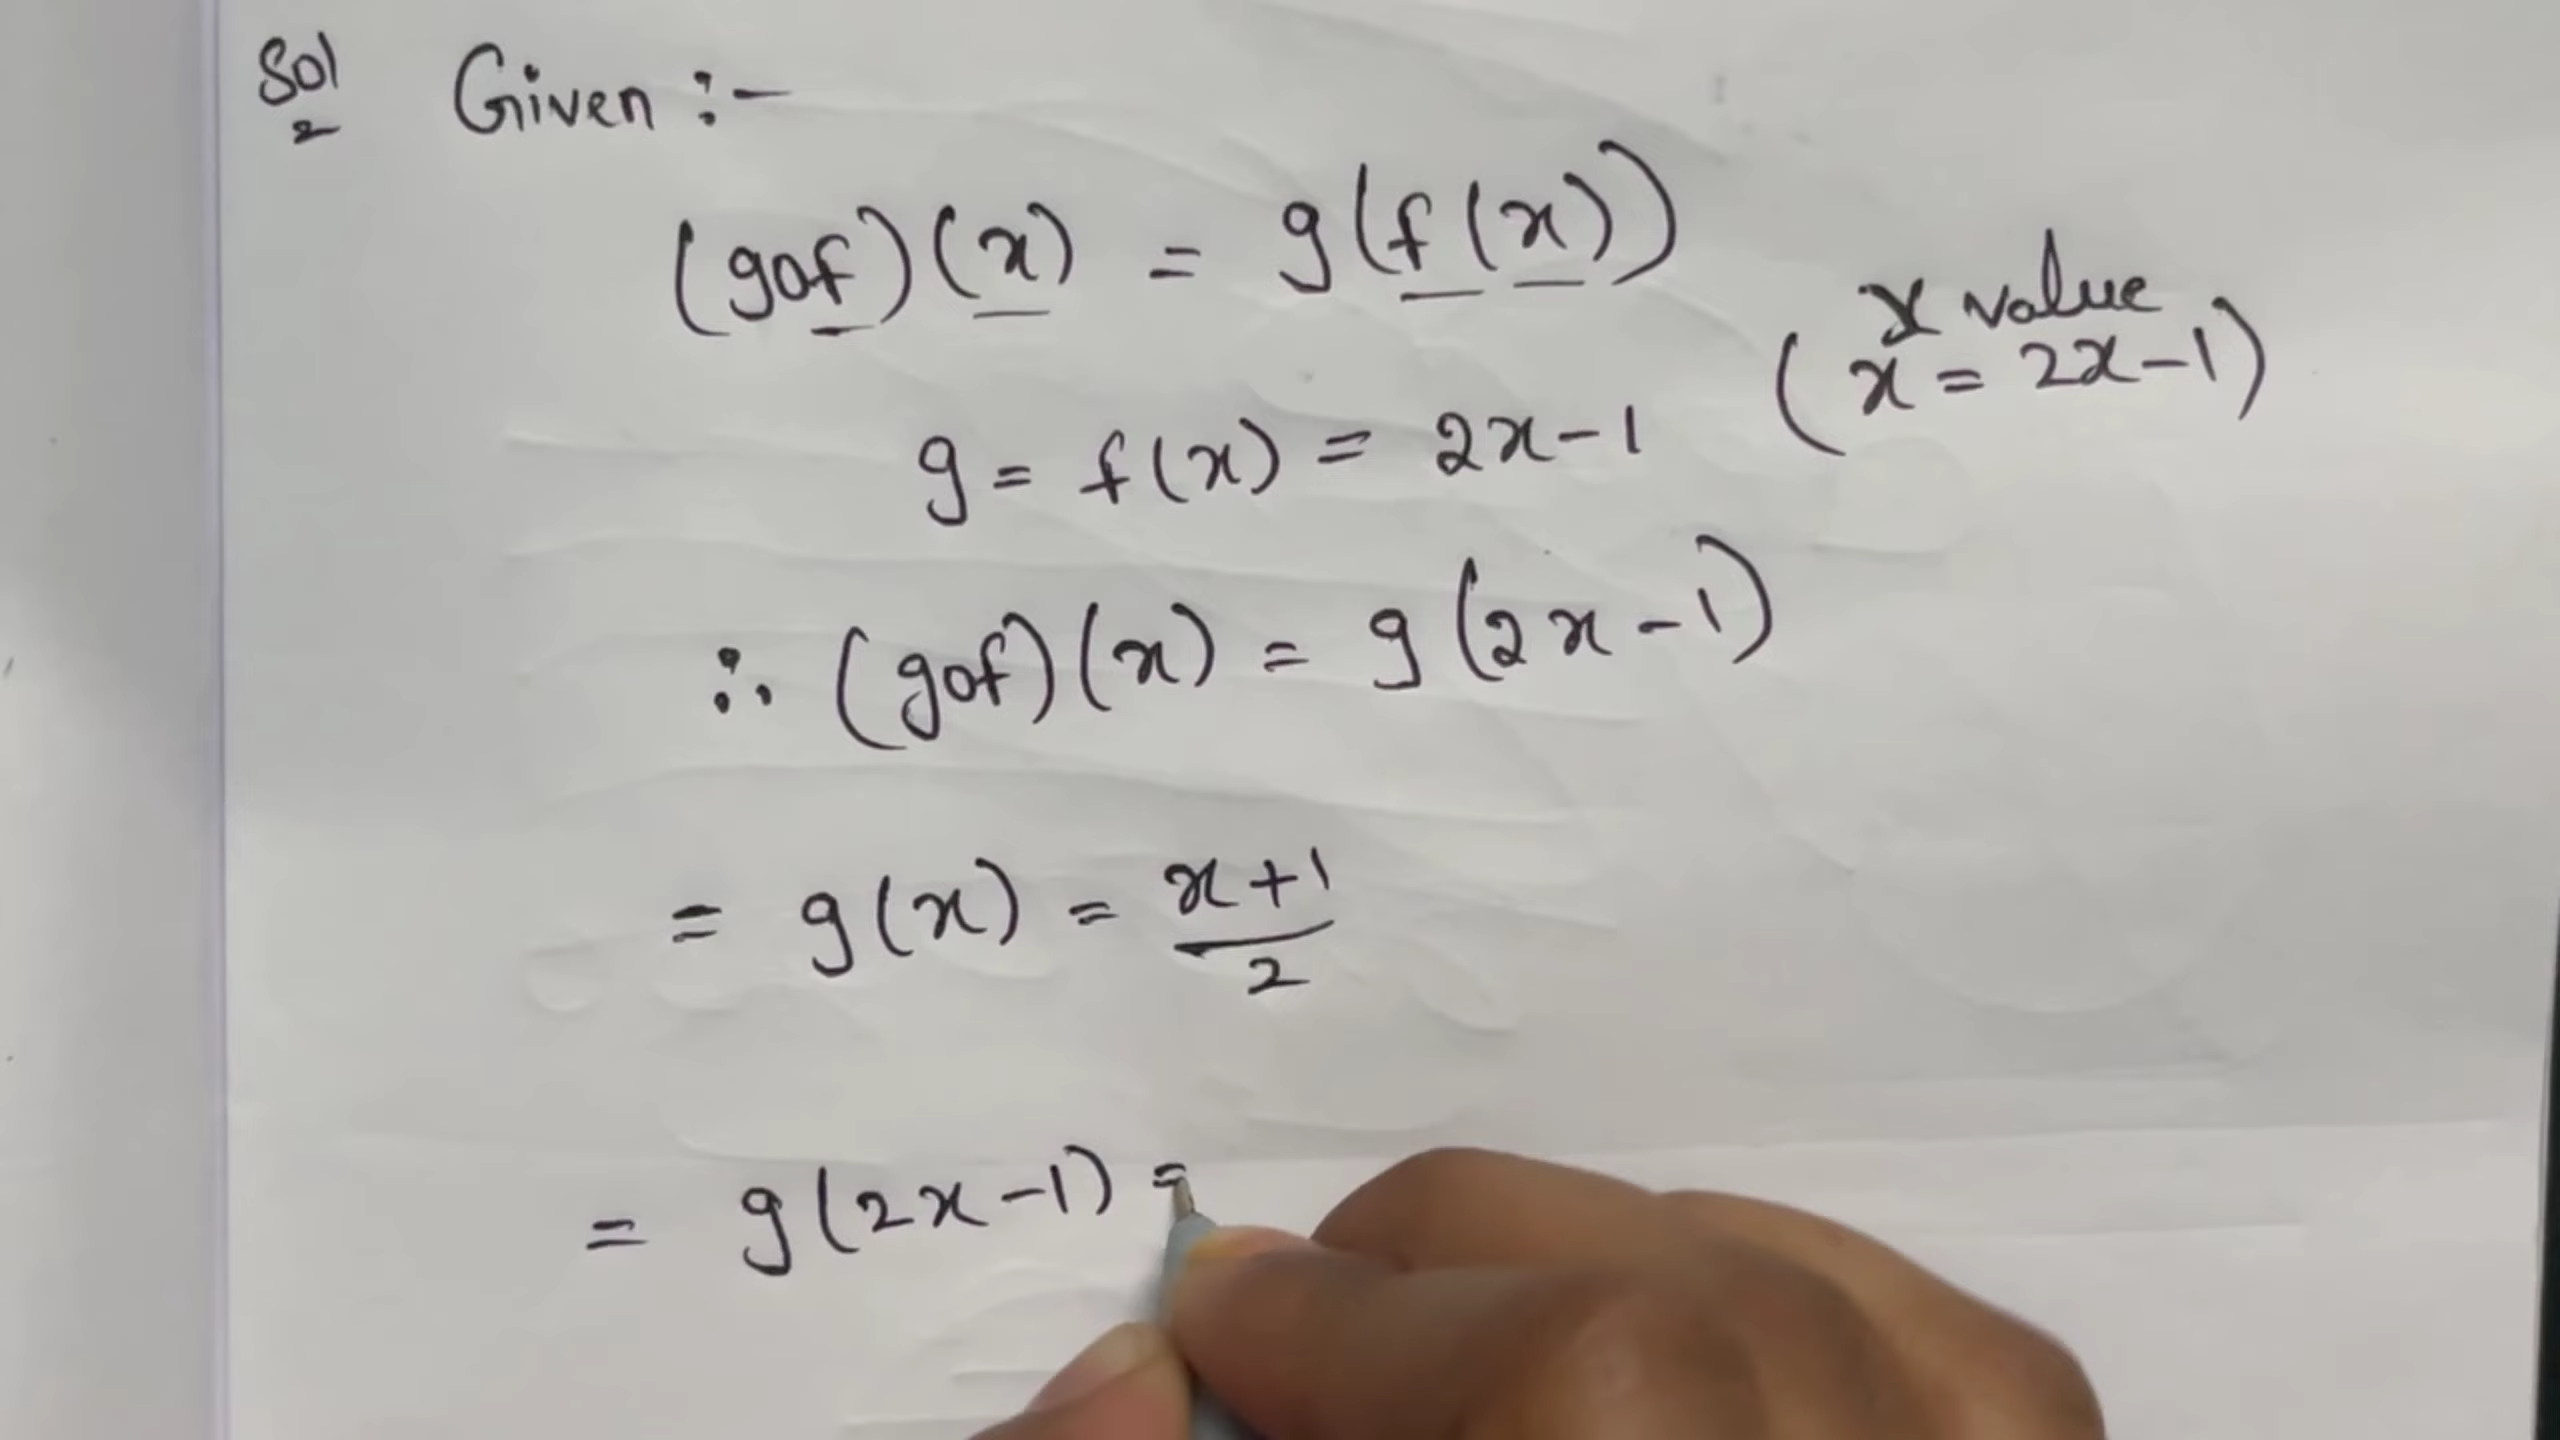 Sol Given :-
(gof)(x) = g(f(x))
x value
g = f(x) = 2x-1 (x = 2x-1)
∴ (gof)(x) = g(2x-1)
= g(x) = x+1/2
= g(2x-1) =